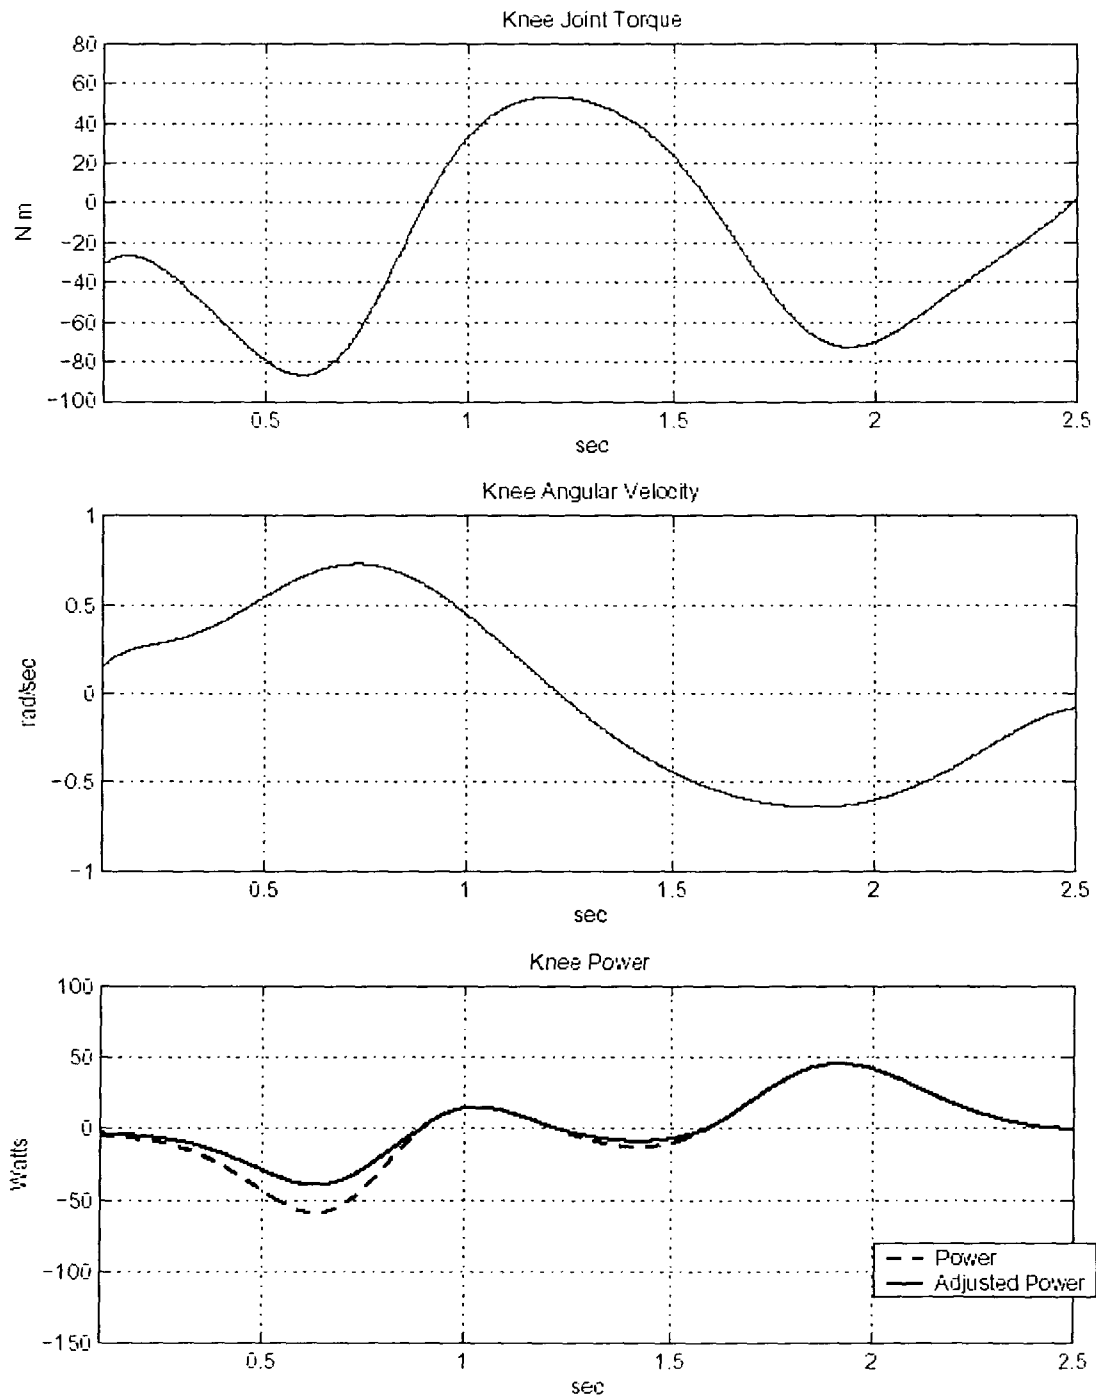 Knee Joint Torque
80
60
40
20
0
−20
−40
−60
−80
−100
N m
0.5 1 1.5 2 2.5
sec
Knee Angular Velocity
1
0.5
0
−0.5
−1
rad/sec
0.5 1 1.5 2 2.5
sec
Knee Power
100
50
0
−50
−100
−150
Watts
Power
Adjusted Power
0.5 1 1.5 2 2.5
sec